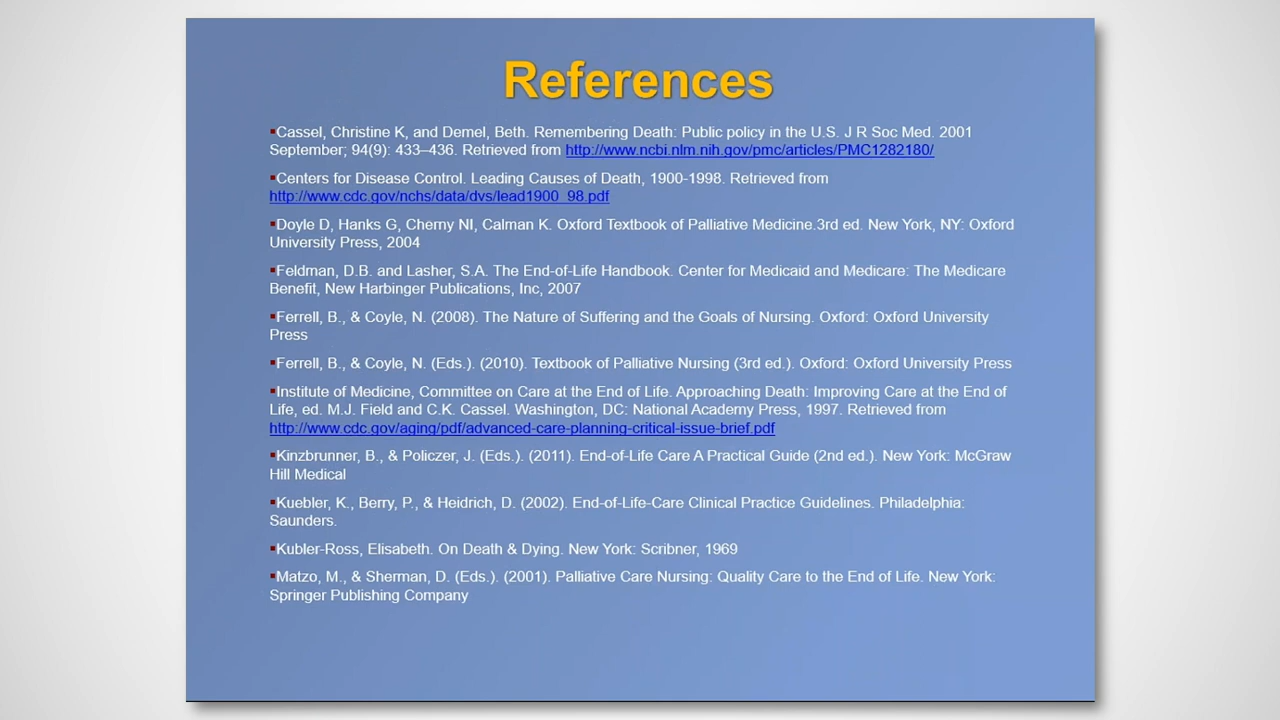 References
▪Cassel, Christine K, and Demel, Beth. Remembering Death: Public policy in the U.S. J R Soc Med. 2001
September; 94(9): 433–436. Retrieved from http://www.ncbi.nlm.nih.gov/pmc/articles/PMC1282180/
▪Centers for Disease Control. Leading Causes of Death, 1900-1998. Retrieved from
http://www.cdc.gov/nchs/data/dvs/lead1900_98.pdf
▪Doyle D, Hanks G, Cherny NI, Calman K. Oxford Textbook of Palliative Medicine.3rd ed. New York, NY: Oxford
University Press, 2004
▪Feldman, D.B. and Lasher, S.A. The End-of-Life Handbook. Center for Medicaid and Medicare: The Medicare
Benefit, New Harbinger Publications, Inc, 2007
▪Ferrell, B., & Coyle, N. (2008). The Nature of Suffering and the Goals of Nursing. Oxford: Oxford University
Press
▪Ferrell, B., & Coyle, N. (Eds.). (2010). Textbook of Palliative Nursing (3rd ed.). Oxford: Oxford University Press
▪Institute of Medicine, Committee on Care at the End of Life. Approaching Death: Improving Care at the End of
Life, ed. M.J. Field and C.K. Cassel. Washington, DC: National Academy Press, 1997. Retrieved from
http://www.cdc.gov/aging/pdf/advanced-care-planning-critical-issue-brief.pdf
▪Kinzbrunner, B., & Policzer, J. (Eds.). (2011). End-of-Life Care A Practical Guide (2nd ed.). New York: McGraw
Hill Medical
▪Kuebler, K., Berry, P., & Heidrich, D. (2002). End-of-Life-Care Clinical Practice Guidelines. Philadelphia:
Saunders.
▪Kubler-Ross, Elisabeth. On Death & Dying. New York: Scribner, 1969
▪Matzo, M., & Sherman, D. (Eds.). (2001). Palliative Care Nursing: Quality Care to the End of Life. New York:
Springer Publishing Company